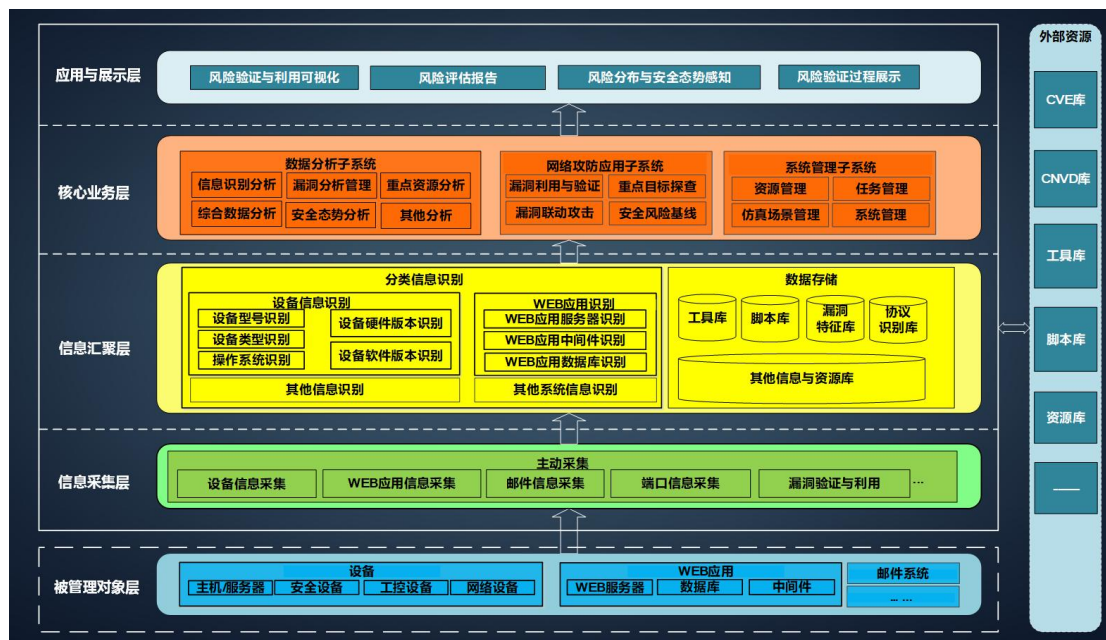 外部资源
CVE库
CNVD库
工具库
脚本库
资源库
——
应用与展示层
风险验证与利用可视化
风险评估报告
风险分布与安全态势感知
风险验证过程展示
核心业务层
数据分析子系统
信息识别分析
漏洞分析管理
重点资源分析
综合数据分析
安全态势分析
其他分析
网络攻防应用子系统
漏洞利用与验证
重点目标探查
漏洞联动攻击
安全风险基线
系统管理子系统
资源管理
任务管理
仿真场景管理
系统管理
信息汇聚层
分类信息识别
设备信息识别
设备型号识别
设备类型识别
操作系统识别
设备硬件版本识别
设备软件版本识别
其他信息识别
WEB应用识别
WEB应用服务器识别
WEB应用中间件识别
WEB应用数据库识别
其他系统信息识别
数据存储
工具库
脚本库
漏洞
特征库
协议
识别库
其他信息与资源库
信息采集层
主动采集
设备信息采集
WEB应用信息采集
邮件信息采集
端口信息采集
漏洞验证与利用
...
被管理对象层
设备
主机/服务器
安全设备
工控设备
网络设备
WEB应用
WEB服务器
数据库
中间件
邮件系统
... ...